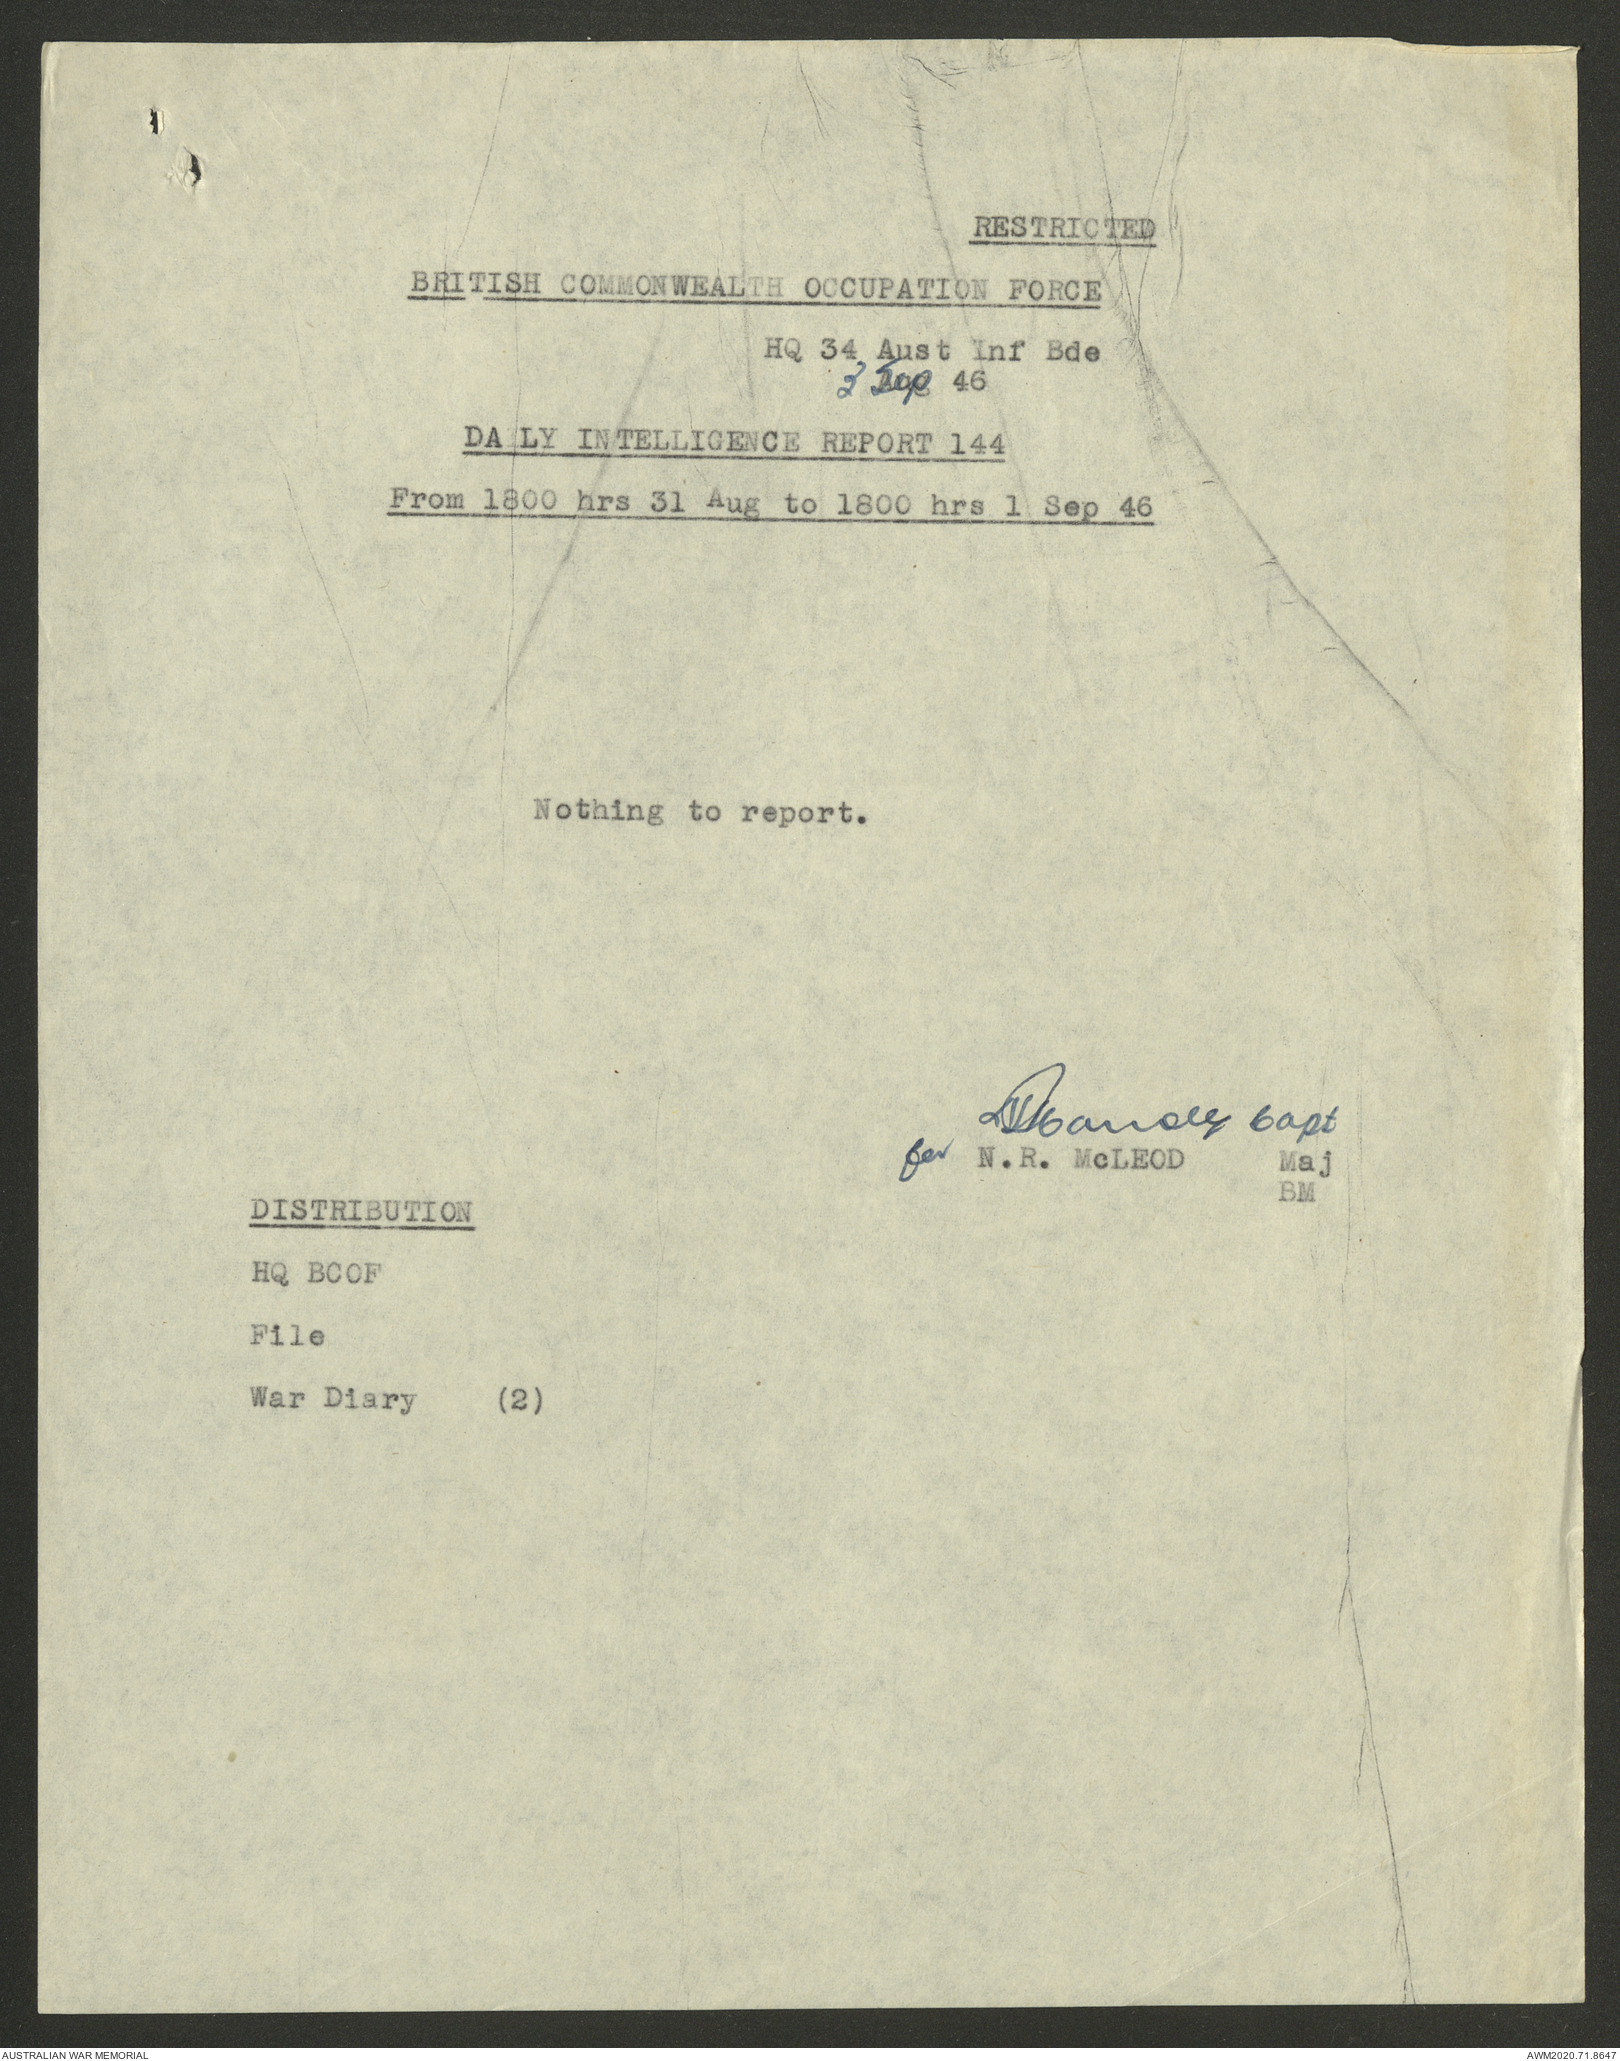 RESTRICTED
BRITISH COMMONWEALTH OCCUPATION FORCE
HQ 34 Aust Inf Bde
Sep 46
DAILY INTELLIGENCE REPORT 144
From 1800 hrs 31 Aug to 1800 hrs 1 Sep 46
Nothing to report.
Capt
for N.R. McLEOD Maj
BM
DISTRIBUTION
HQ BCOF
File
War Diary (2)
AUSTRALIAN WAR MEMORIAL
AWM2020.71.8647